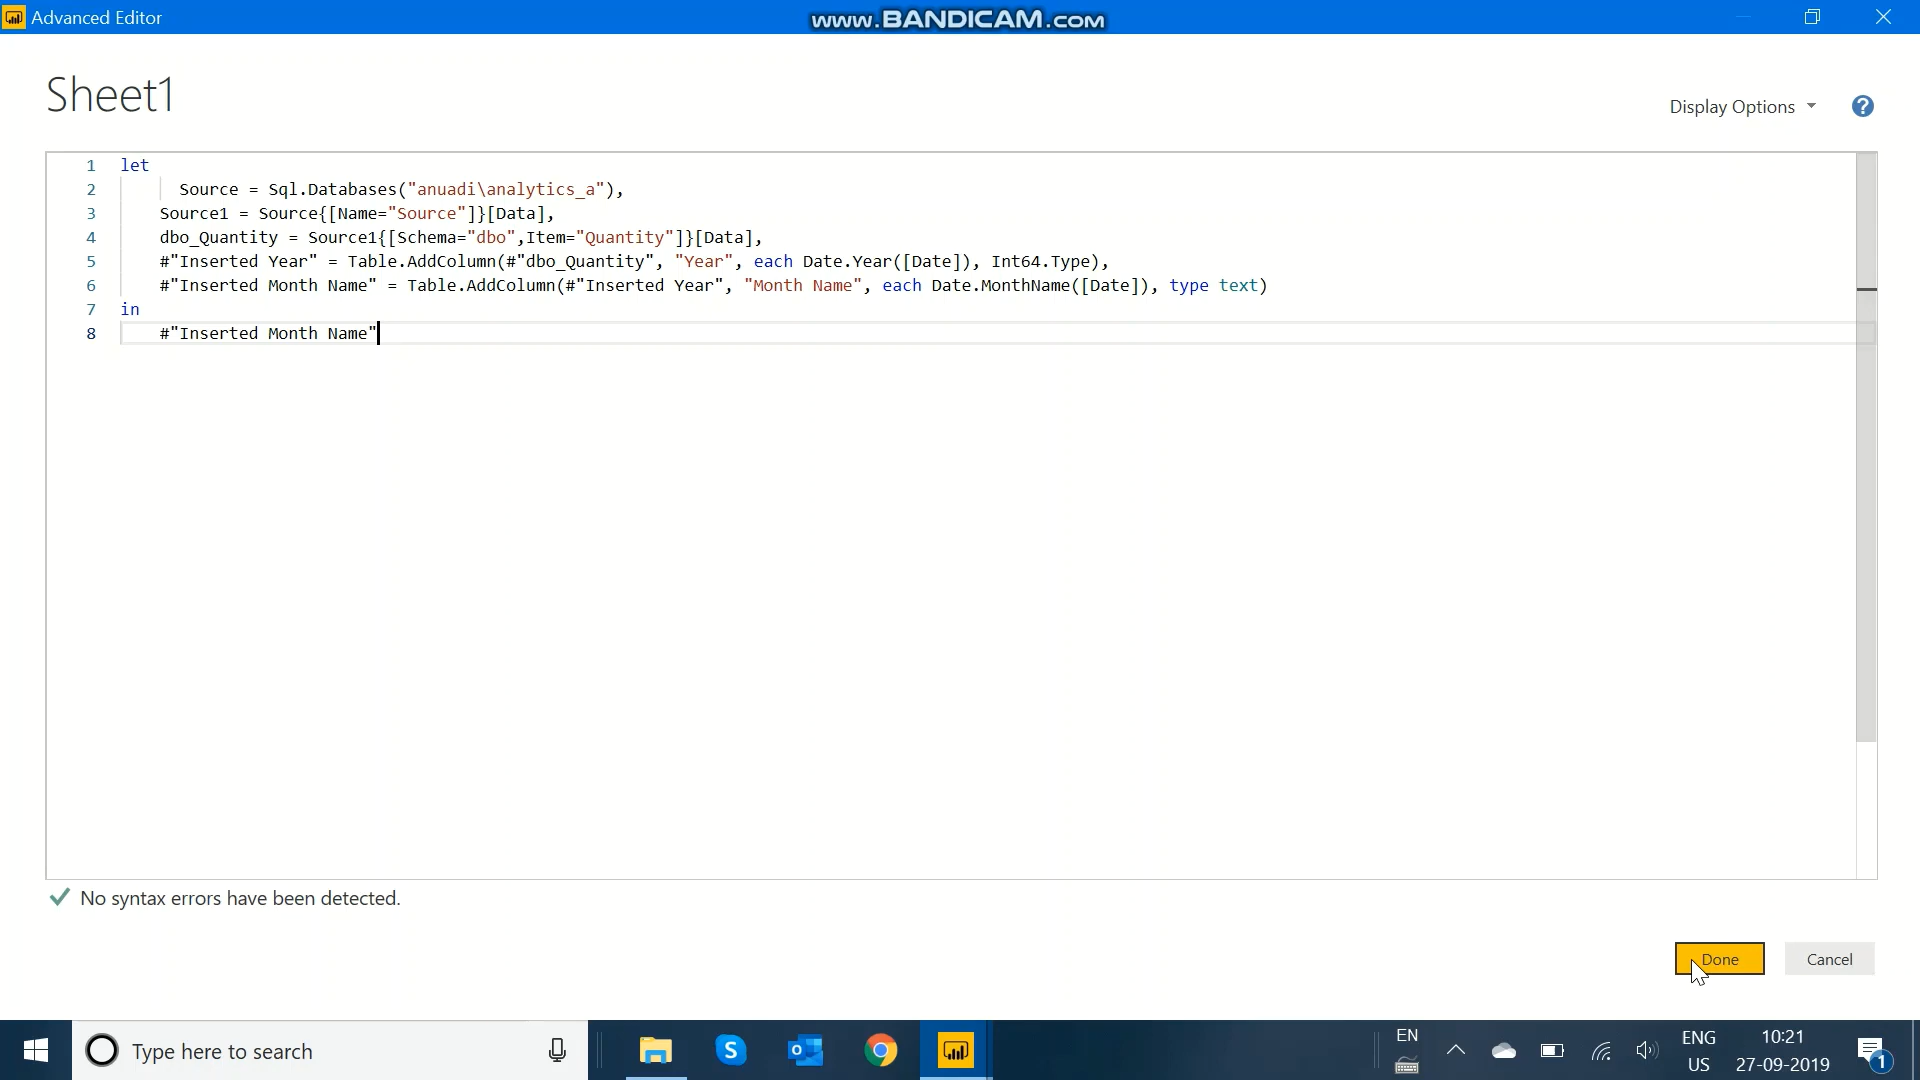 Advanced Editor
www.BANDICAM.com
Sheet1
Display Options
?
1 let
2 Source = Sql.Databases("anuadi\analytics_a"),
3 Source1 = Source{[Name="Source"]}[Data],
4 dbo_Quantity = Source1{[Schema="dbo",Item="Quantity"]}[Data],
5 #"Inserted Year" = Table.AddColumn(#"dbo_Quantity", "Year", each Date.Year([Date]), Int64.Type),
6 #"Inserted Month Name" = Table.AddColumn(#"Inserted Year", "Month Name", each Date.MonthName([Date]), type text)
7 in
8 #"Inserted Month Name"
No syntax errors have been detected.
Done
Cancel
Type here to search
S
o
EN
ENG
US
10:21
27-09-2019
1